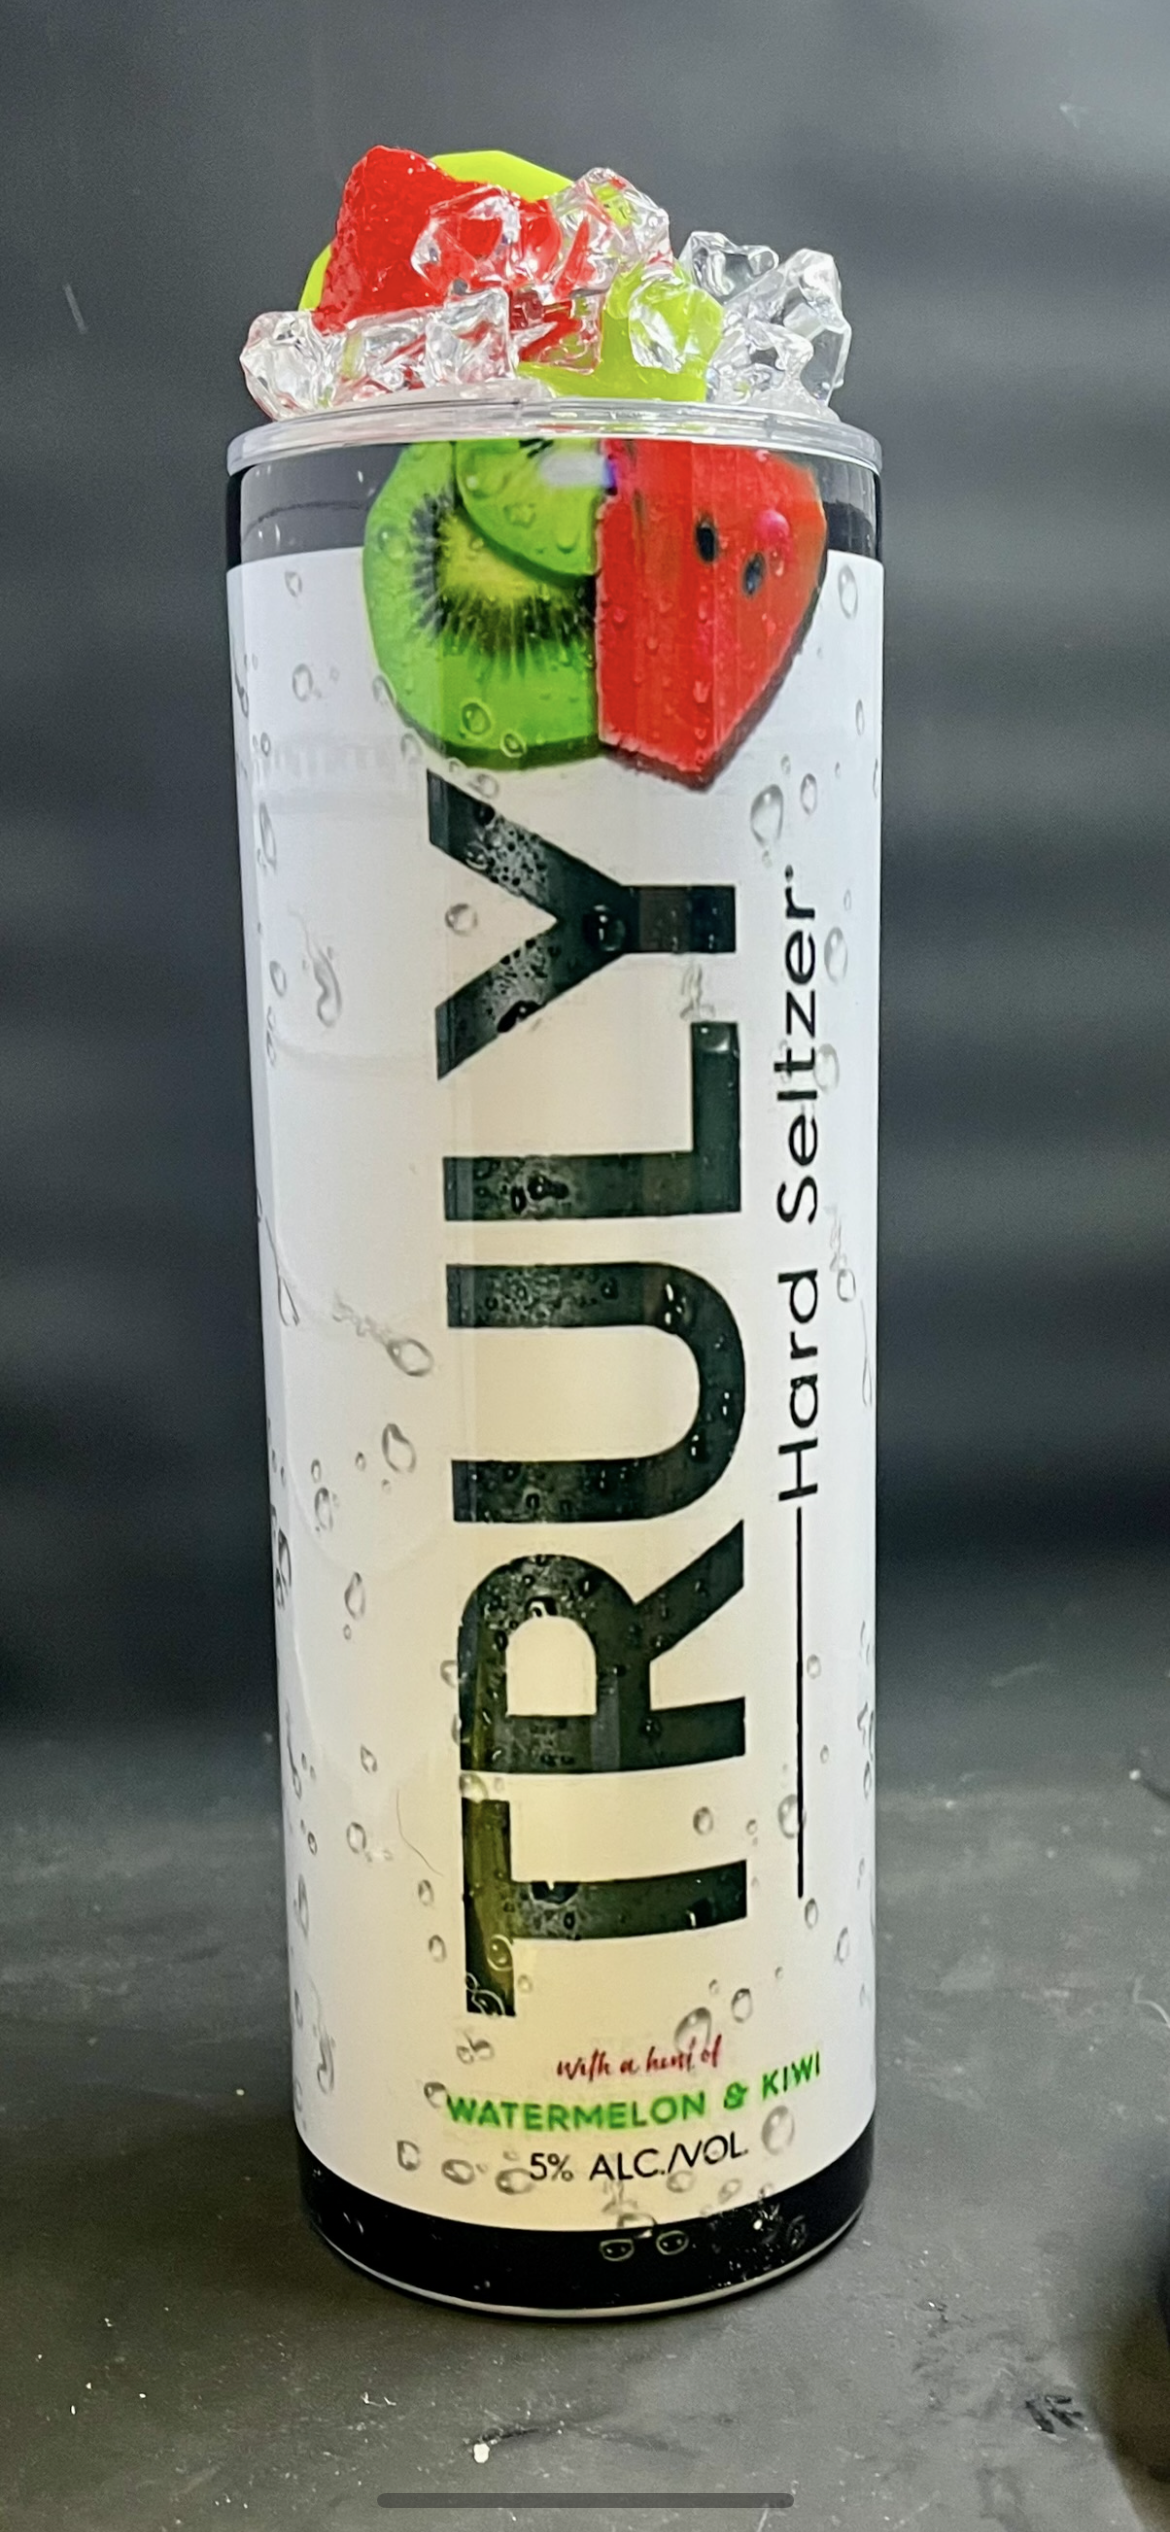 TRULY
Hard Seltzer
with a hint of
WATERMELON & KIWI
5% ALC./VOL.